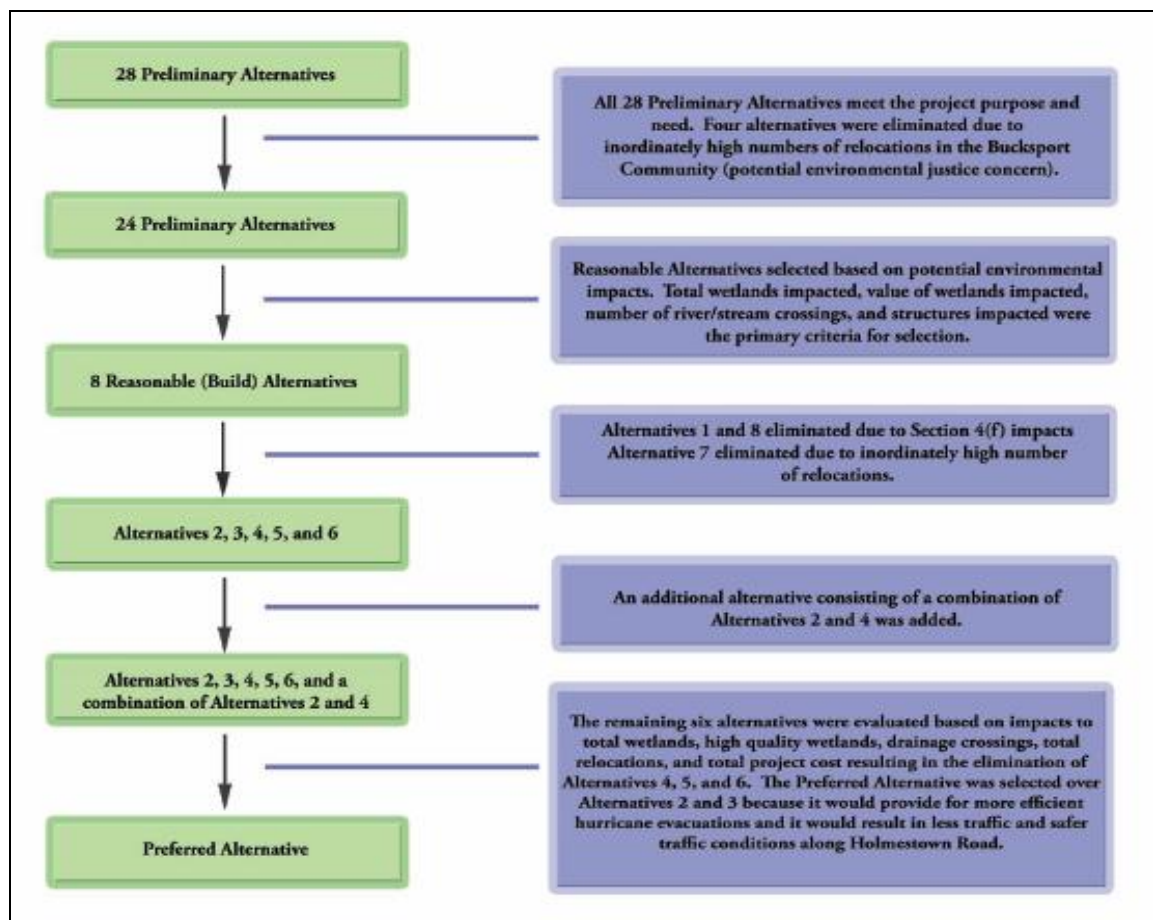 28 Preliminary Alternatives
All 28 Preliminary Alternatives meet the project purpose and
need. Four alternatives were eliminated due to
inordinately high numbers of relocations in the Bucksport
Community (potential environmental justice concern).
24 Preliminary Alternatives
Reasonable Alternatives selected based on potential environmental
impacts. Total wetlands impacted, value of wetlands impacted,
number of river/stream crossings, and structures impacted were
the primary criteria for selection.
8 Reasonable (Build) Alternatives
Alternatives 1 and 8 eliminated due to Section 4(f) impacts
Alternative 7 eliminated due to inordinately high number
of relocations.
Alternatives 2, 3, 4, 5, and 6
An additional alternative consisting of a combination of
Alternatives 2 and 4 was added.
Alternatives 2, 3, 4, 5, 6, and a
combination of Alternatives 2 and 4
The remaining six alternatives were evaluated based on impacts to
total wetlands, high quality wetlands, drainage crossings, total
relocations, and total project cost resulting in the elimination of
Alternatives 4, 5, and 6. The Preferred Alternative was selected over
Alternatives 2 and 3 because it would provide for more efficient
hurricane evacuations and it would result in less traffic and safer
traffic conditions along Holmestown Road.
Preferred Alternative